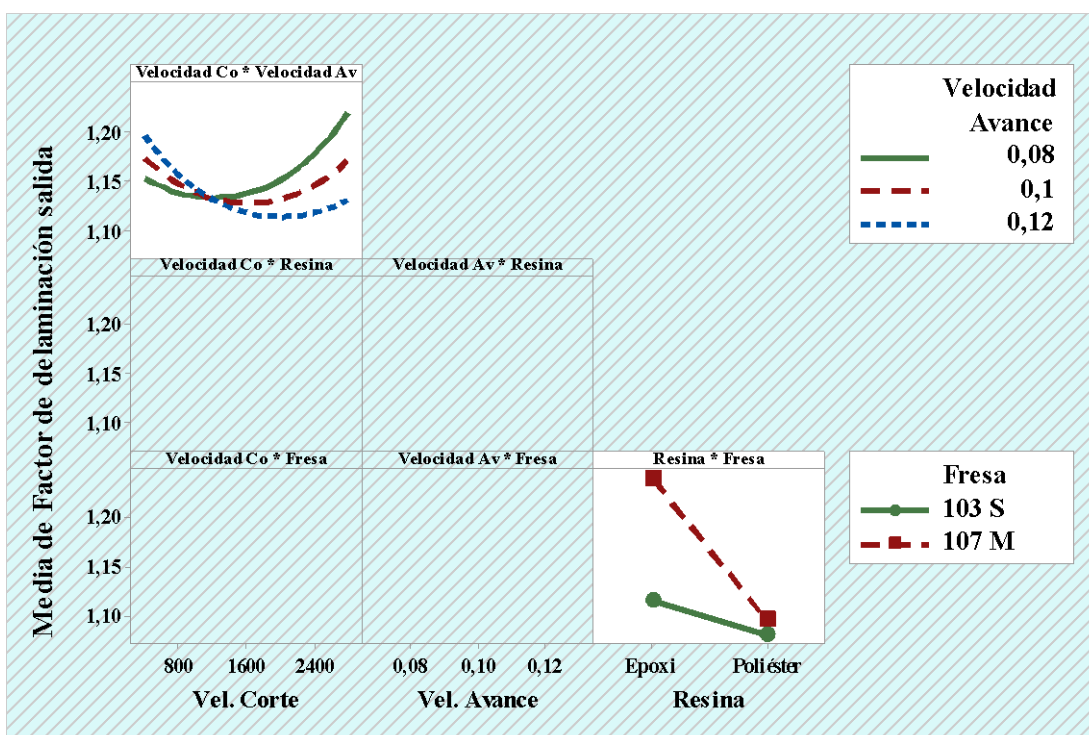 Velocidad Co * Velocidad Av
1,20
1,15
1,10
Velocidad Co * Resina
Velocidad Av * Resina
1,20
1,15
1,10
Velocidad Co * Fresa
Velocidad Av * Fresa
Resina * Fresa
1,20
1,15
1,10
Media de Factor de delaminación salida
800 1600 2400
0,08 0,10 0,12
Epoxi Poliéster
Vel. Corte
Vel. Avance
Resina
Velocidad
Avance
0,08
0,1
0,12
Fresa
103 S
107 M